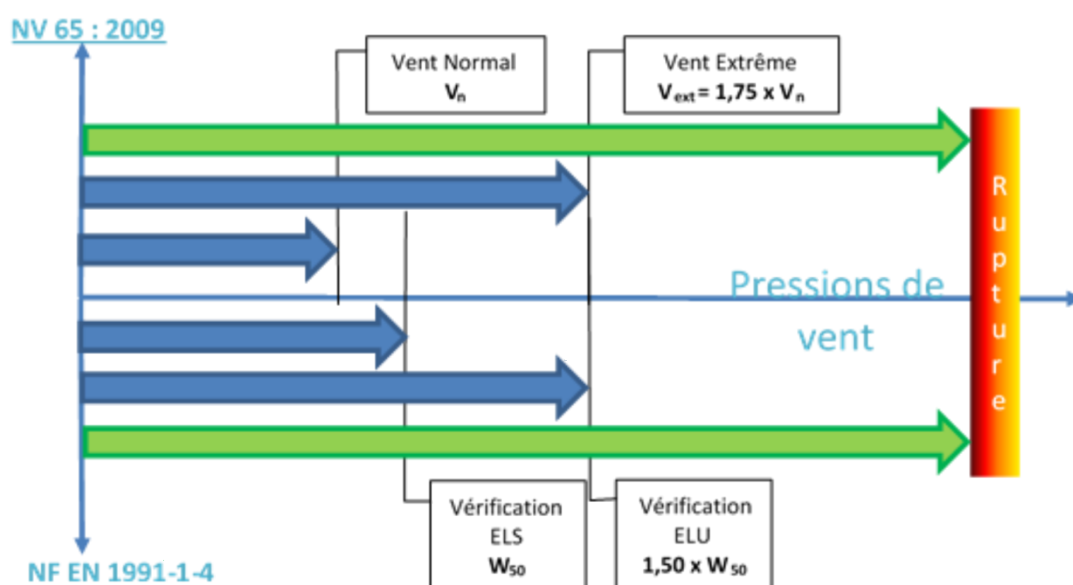 NV 65 : 2009
Vent Normal
Vₙ
Vent Extrême
Vₑₓₜ= 1,75 x Vₙ
Rupture
Pressions de
vent
Vérification
ELS
W₅₀
Vérification
ELU
1,50 x W₅₀
NF EN 1991-1-4